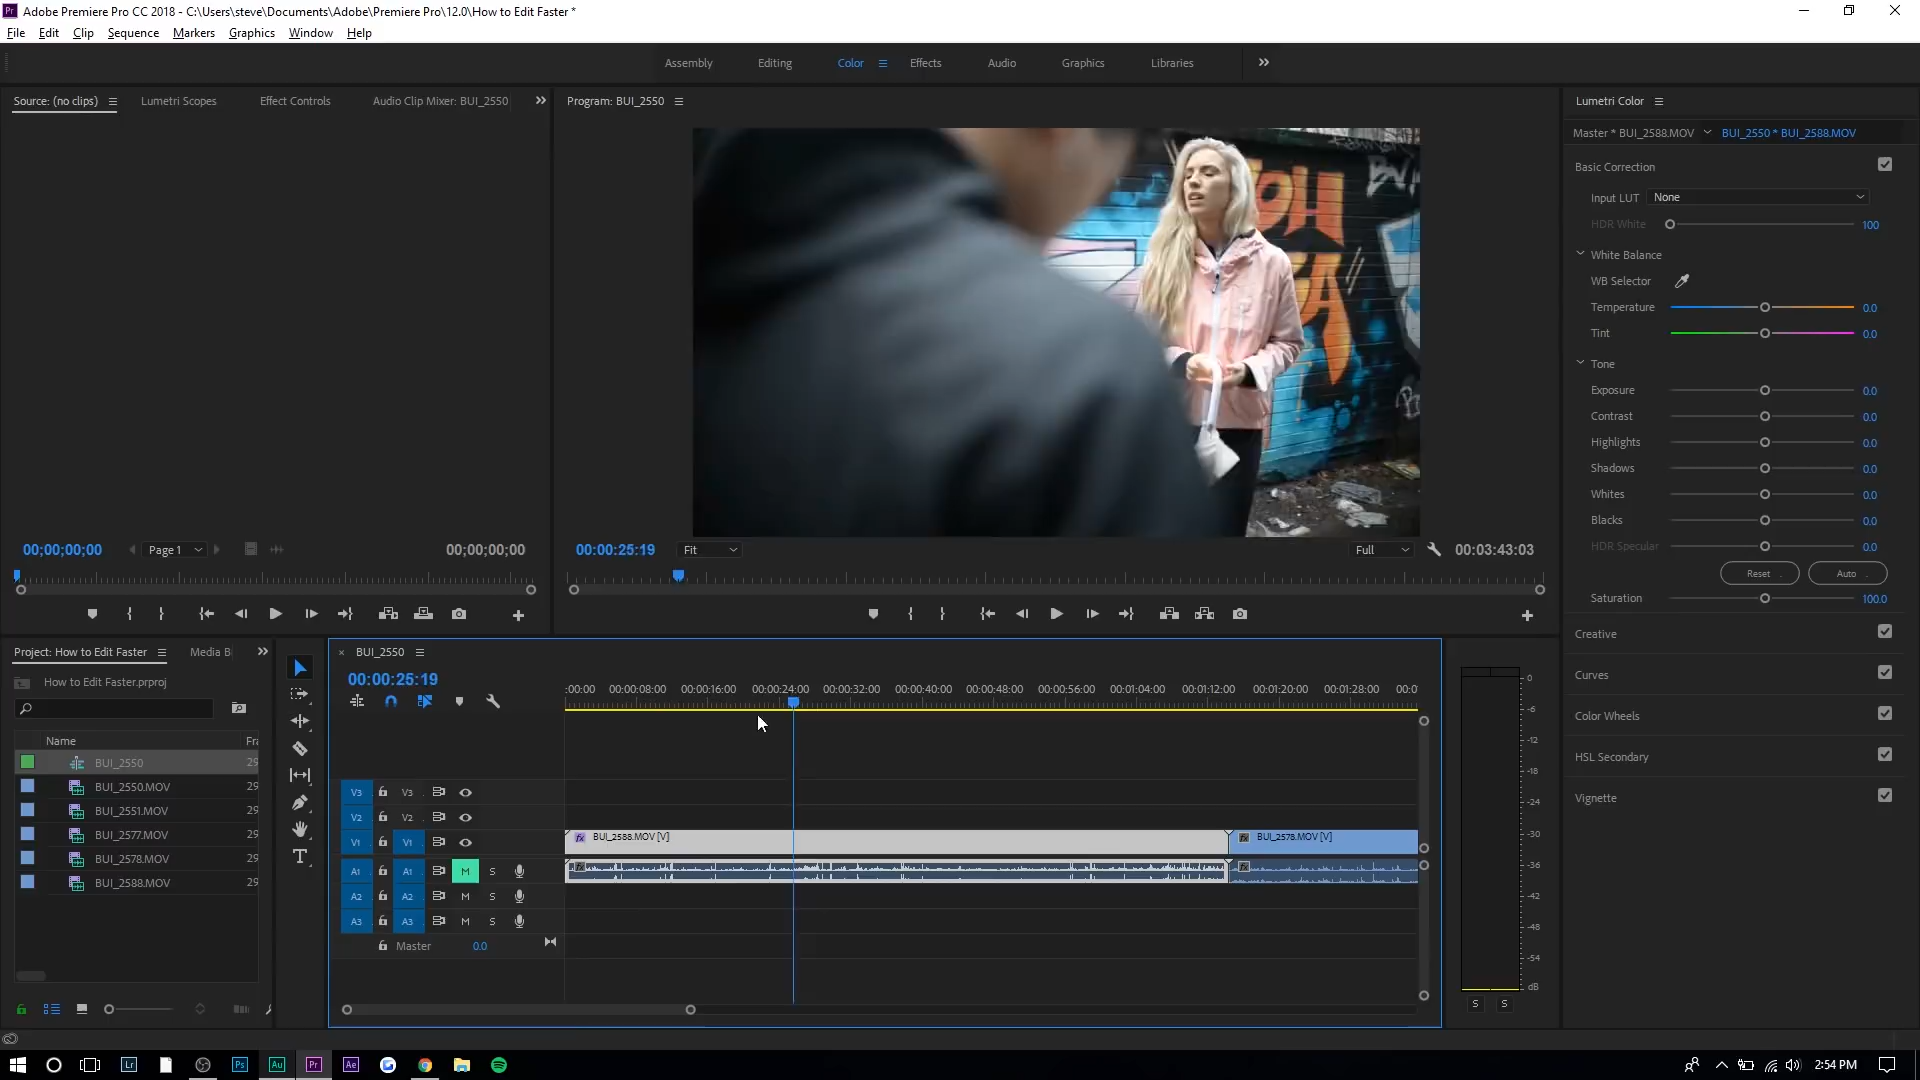 Pr Adobe Premiere Pro CC 2018 - C:\Users\steve\Documents\Adobe\Premiere Pro\12.0\How to Edit Faster *
File Edit Clip Sequence Markers Graphics Window Help
Assembly Editing Color Effects Audio Graphics Libraries
Source: (no clips) Lumetri Scopes Effect Controls Audio Clip Mixer: BUI_2550
Program: BUI_2550
00;00;00;00 Page 1 00;00;00;00
00:00:25:19 Fit Full 00:03:43:03
Lumetri Color
Master * BUI_2588.MOV BUI_2550 * BUI_2588.MOV
Basic Correction
Input LUT None
HDR White 100
White Balance
WB Selector
Temperature 0.0
Tint 0.0
Tone
Exposure 0.0
Contrast 0.0
Highlights 0.0
Shadows 0.0
Whites 0.0
Blacks 0.0
HDR Specular 0.0
Reset Auto
Saturation 100.0
Creative
Curves
Color Wheels
HSL Secondary
Vignette
Project: How to Edit Faster Media B
How to Edit Faster.prproj
Name Fra
BUI_2550 29
BUI_2550.MOV 29
BUI_2551.MOV 29
BUI_2577.MOV 29
BUI_2578.MOV 29
BUI_2588.MOV 29
× BUI_2550
00:00:25:19
:00:00 00:00:08:00 00:00:16:00 00:00:24:00 00:00:32:00 00:00:40:00 00:00:48:00 00:00:56:00 00:01:04:00 00:01:12:00 00:01:20:00 00:01:28:00 00:0
V3 V3
V2 V2
V1 V1 fx BUI_2588.MOV [V] fx BUI_2578.MOV [V]
A1 A1 M S
A2 A2 M S
A3 A3 M S
Master 0.0
0
-6
-12
-18
-24
-30
-36
-42
-48
-54
dB
S S
Lr Ps Au Pr Ae 2:54 PM